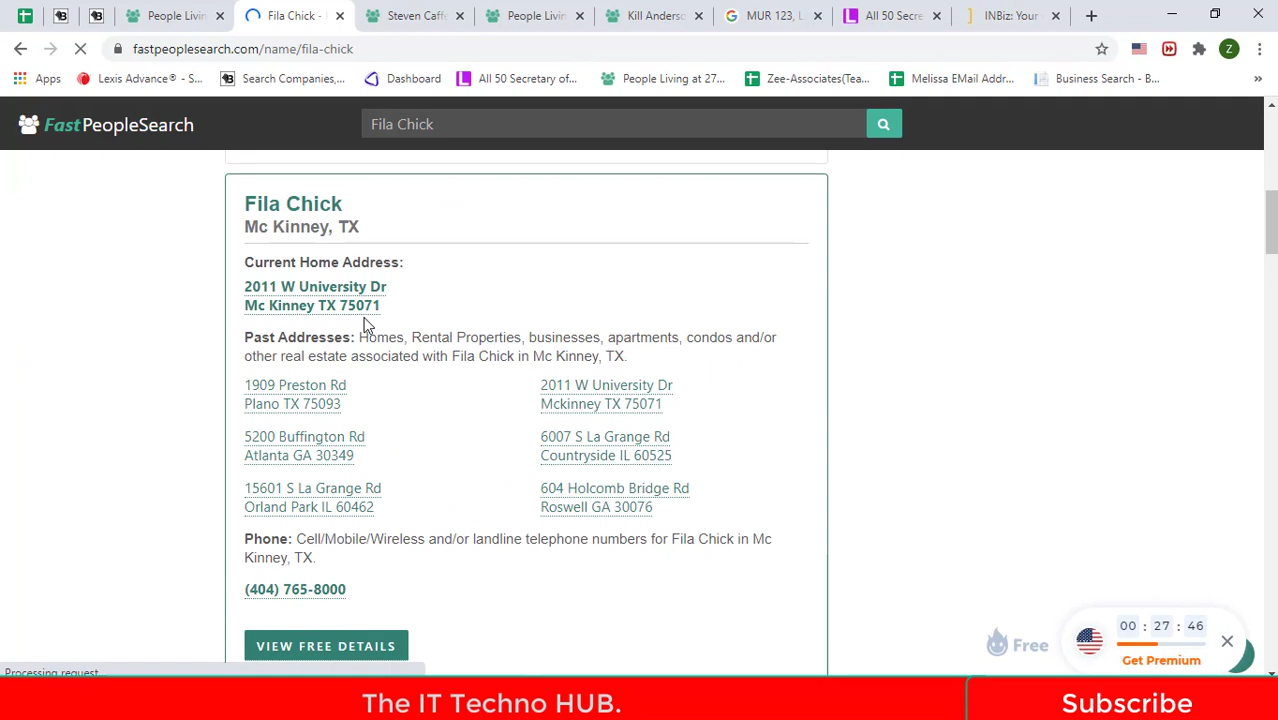 People Living
Fila Chick -
Steven Caff
People Living
Kill Anders
MUR 123, L
All 50 Secre
INBiz: Your
fastpeoplesearch.com/name/fila-chick
Z
Apps
Lexis Advance® - S...
Search Companies,...
Dashboard
All 50 Secretary of...
People Living at 27...
Zee-Associates(Tea...
Melissa EMail Addr...
Business Search - B...
»
FastPeopleSearch
Fila Chick
Fila Chick
Mc Kinney, TX
Current Home Address:
2011 W University Dr
Mc Kinney TX 75071
Past Addresses: Homes, Rental Properties, businesses, apartments, condos and/or
other real estate associated with Fila Chick in Mc Kinney, TX.
1909 Preston Rd
Plano TX 75093
2011 W University Dr
Mckinney TX 75071
5200 Buffington Rd
Atlanta GA 30349
6007 S La Grange Rd
Countryside IL 60525
15601 S La Grange Rd
Orland Park IL 60462
604 Holcomb Bridge Rd
Roswell GA 30076
Phone: Cell/Mobile/Wireless and/or landline telephone numbers for Fila Chick in Mc
Kinney, TX.
(404) 765-8000
VIEW FREE DETAILS
Free
00 : 27 : 46
Get Premium
Processing request
The IT Techno HUB.
Subscribe